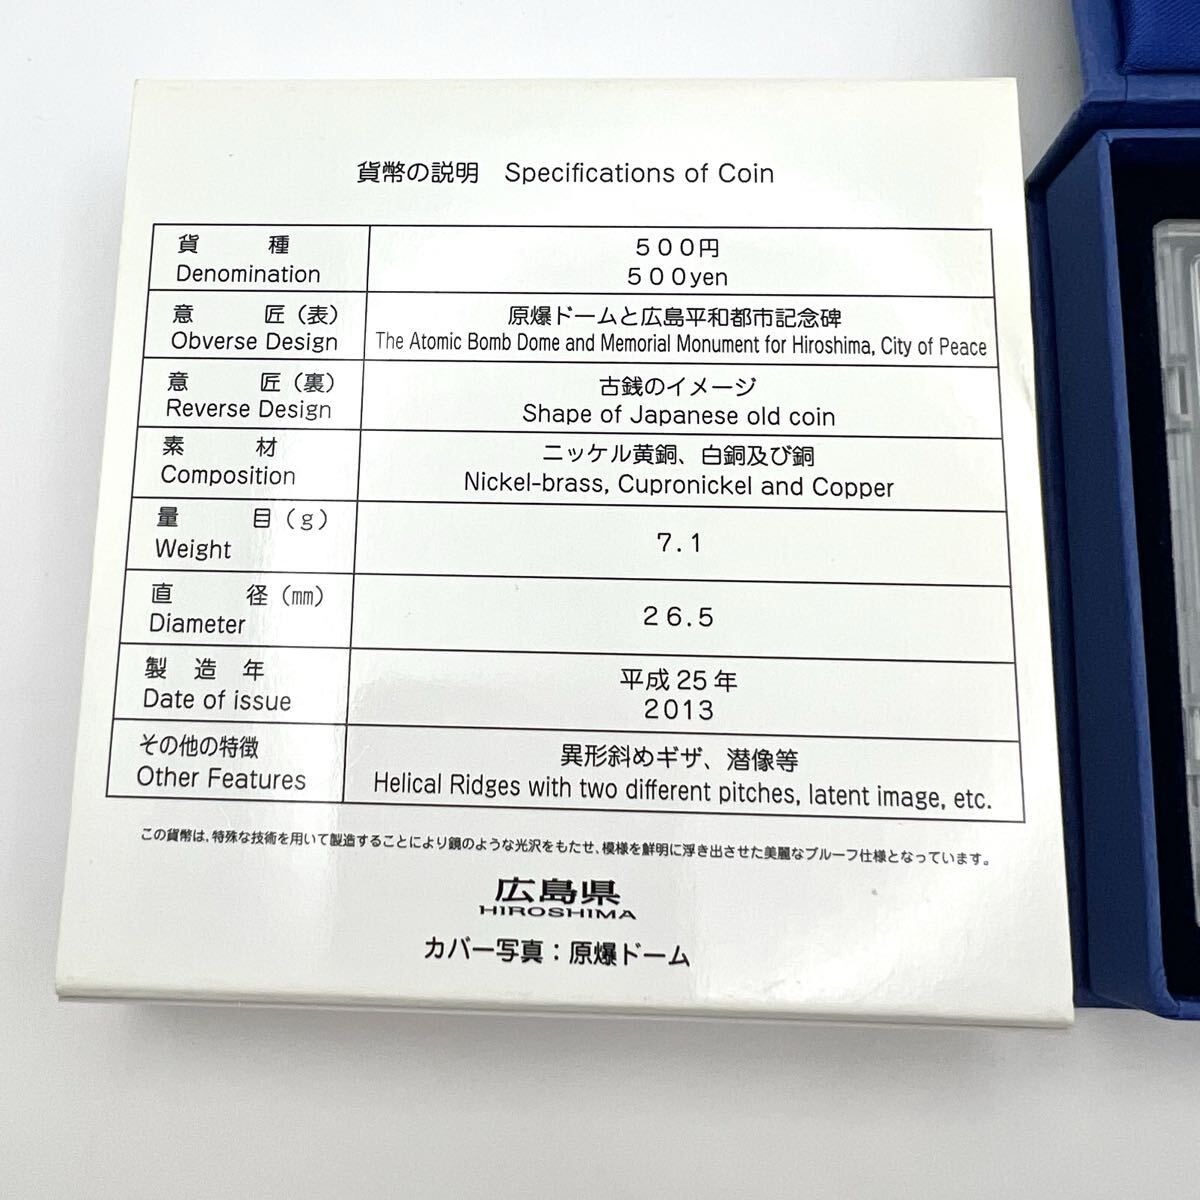 貨幣の説明 Specifications of Coin
貨種 ５００円
Denomination ５００yen
意匠（表） 原爆ドームと広島平和都市記念碑
Obverse Design The Atomic Bomb Dome and Memorial Monument for Hiroshima, City of Peace
意匠（裏） 古銭のイメージ
Reverse Design Shape of Japanese old coin
素材 ニッケル黄銅、白銅及び銅
Composition Nickel-brass, Cupronickel and Copper
量目（ｇ）
Weight ７.１
直径（㎜）
Diameter ２６.５
製造年 平成２５年
Date of issue ２０１３
その他の特徴 異形斜めギザ、潜像等
Other Features Helical Ridges with two different pitches, latent image, etc.
この貨幣は、特殊な技術を用いて製造することにより鏡のような光沢をもたせ、模様を鮮明に浮き出させた美麗なプルーフ仕様となっています。
広島県
HIROSHIMA
カバー写真：原爆ドーム